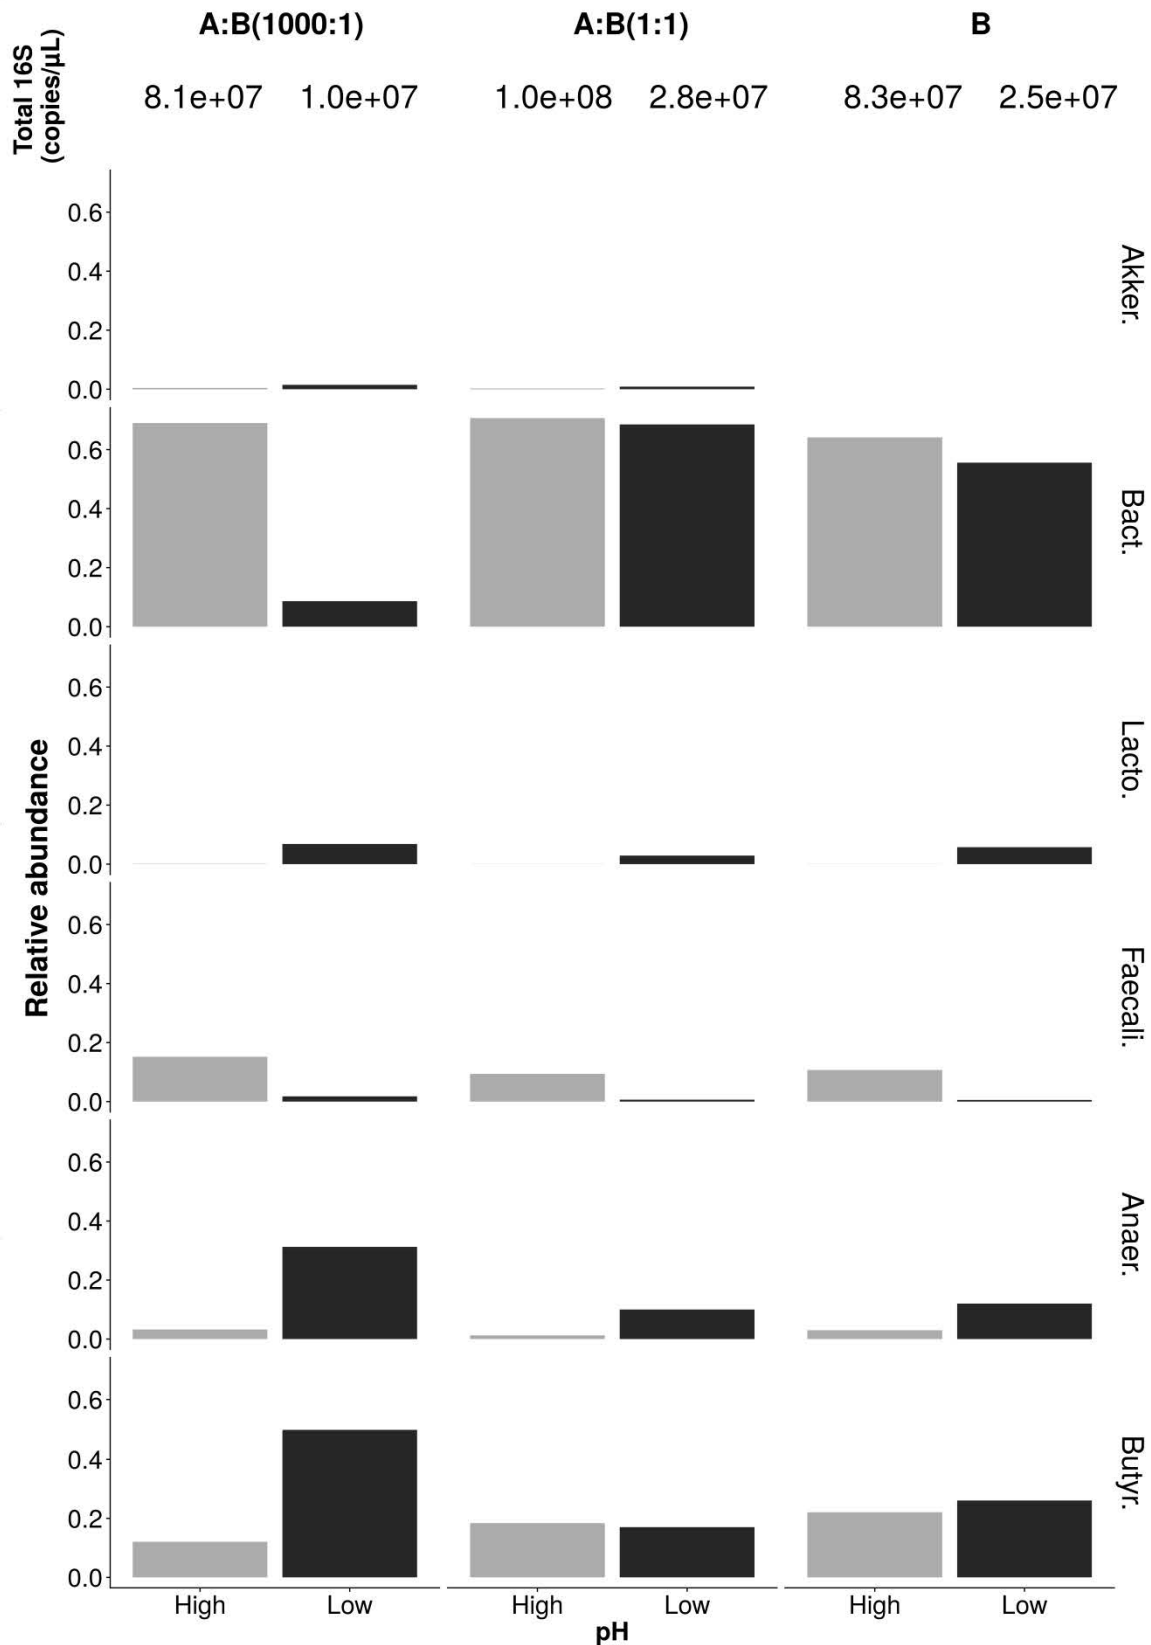 A:B(1000:1) A:B(1:1) B
Total 16S
(copies/µL)
8.1e+07 1.0e+07 1.0e+08 2.8e+07 8.3e+07 2.5e+07
Relative abundance
0.6
0.4
0.2
0.0
Akker.
0.6
0.4
0.2
0.0
Bact.
0.6
0.4
0.2
0.0
Lacto.
0.6
0.4
0.2
0.0
Faecali.
0.6
0.4
0.2
0.0
Anaer.
0.6
0.4
0.2
0.0
Butyr.
High Low High Low High Low
pH